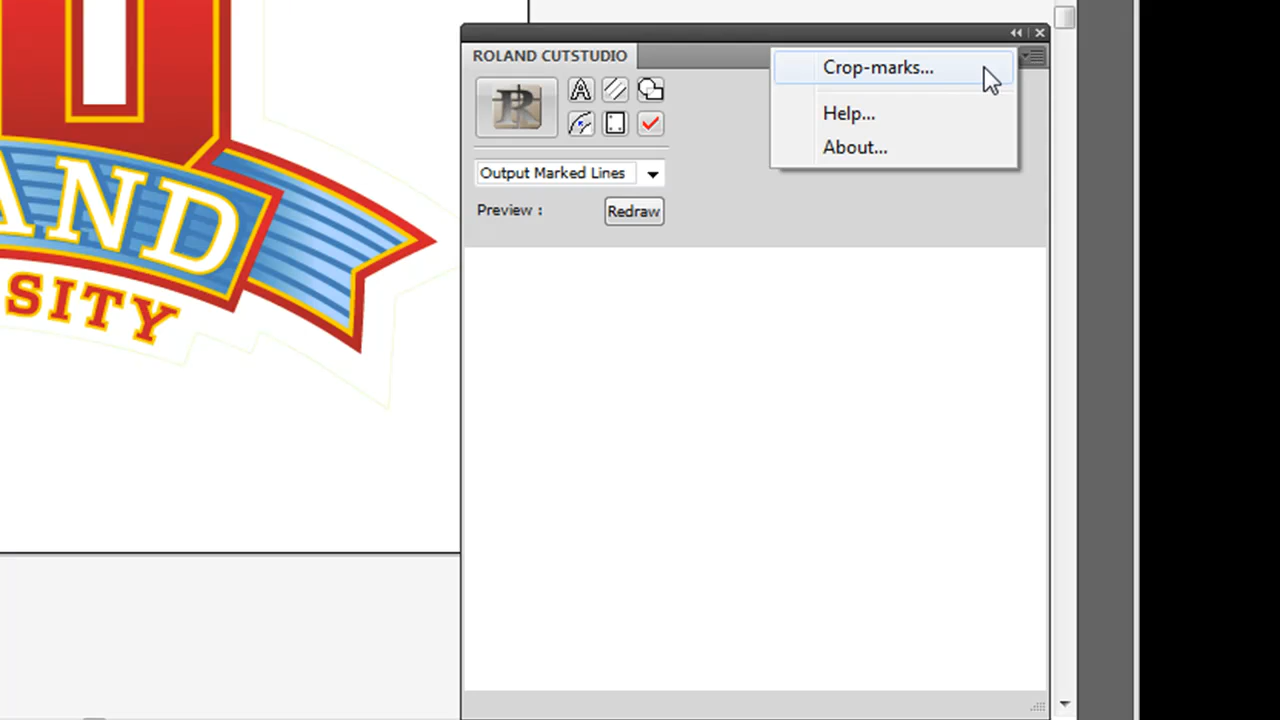 ROLAND CUTSTUDIO
Crop-marks...
Help...
About...
Output Marked Lines
Preview :
Redraw
AND
SITY